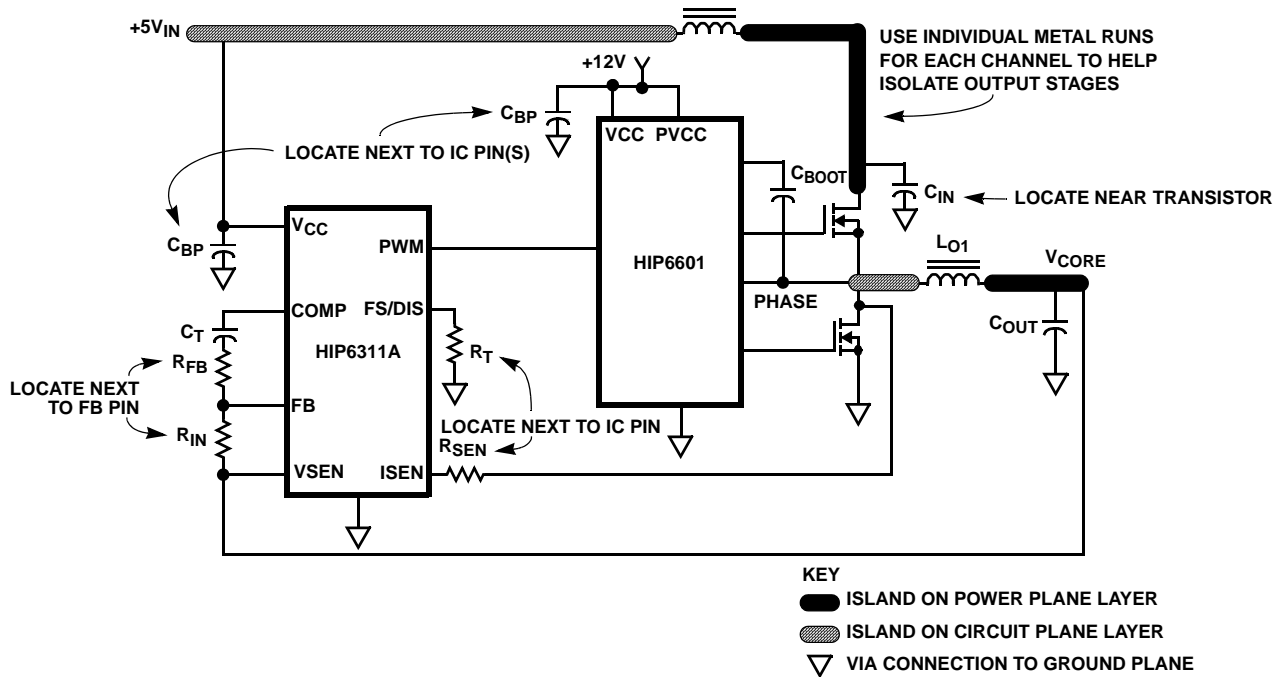 +5VIN
USE INDIVIDUAL METAL RUNS
FOR EACH CHANNEL TO HELP
ISOLATE OUTPUT STAGES
+12V
CBP
VCC PVCC
LOCATE NEXT TO IC PIN(S)
CBOOT
CIN
LOCATE NEAR TRANSISTOR
CBP
VCC
PWM
HIP6601
LO1
VCORE
PHASE
COMP
FS/DIS
CT
RFB
HIP6311A
RT
COUT
LOCATE NEXT
TO FB PIN
FB
RIN
LOCATE NEXT TO IC PIN
RSEN
VSEN
ISEN
KEY
ISLAND ON POWER PLANE LAYER
ISLAND ON CIRCUIT PLANE LAYER
VIA CONNECTION TO GROUND PLANE